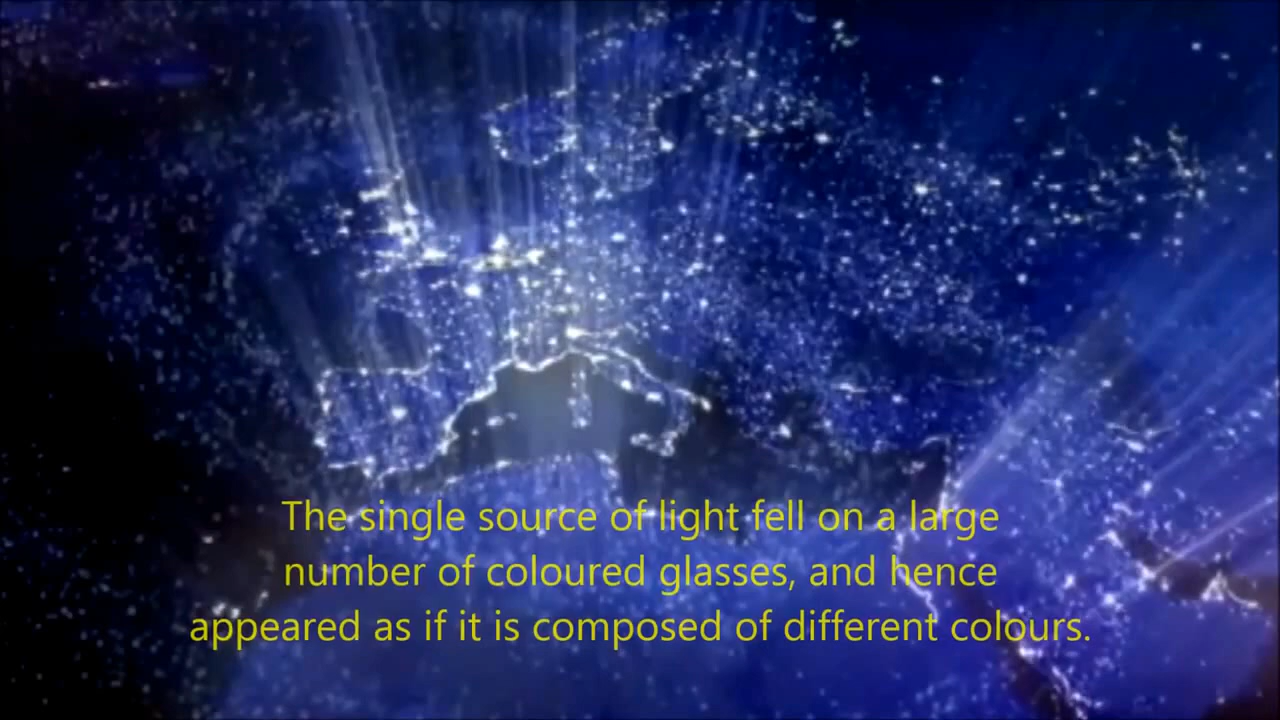 The single source of light fell on a large
number of coloured glasses, and hence
appeared as if it is composed of different colours.